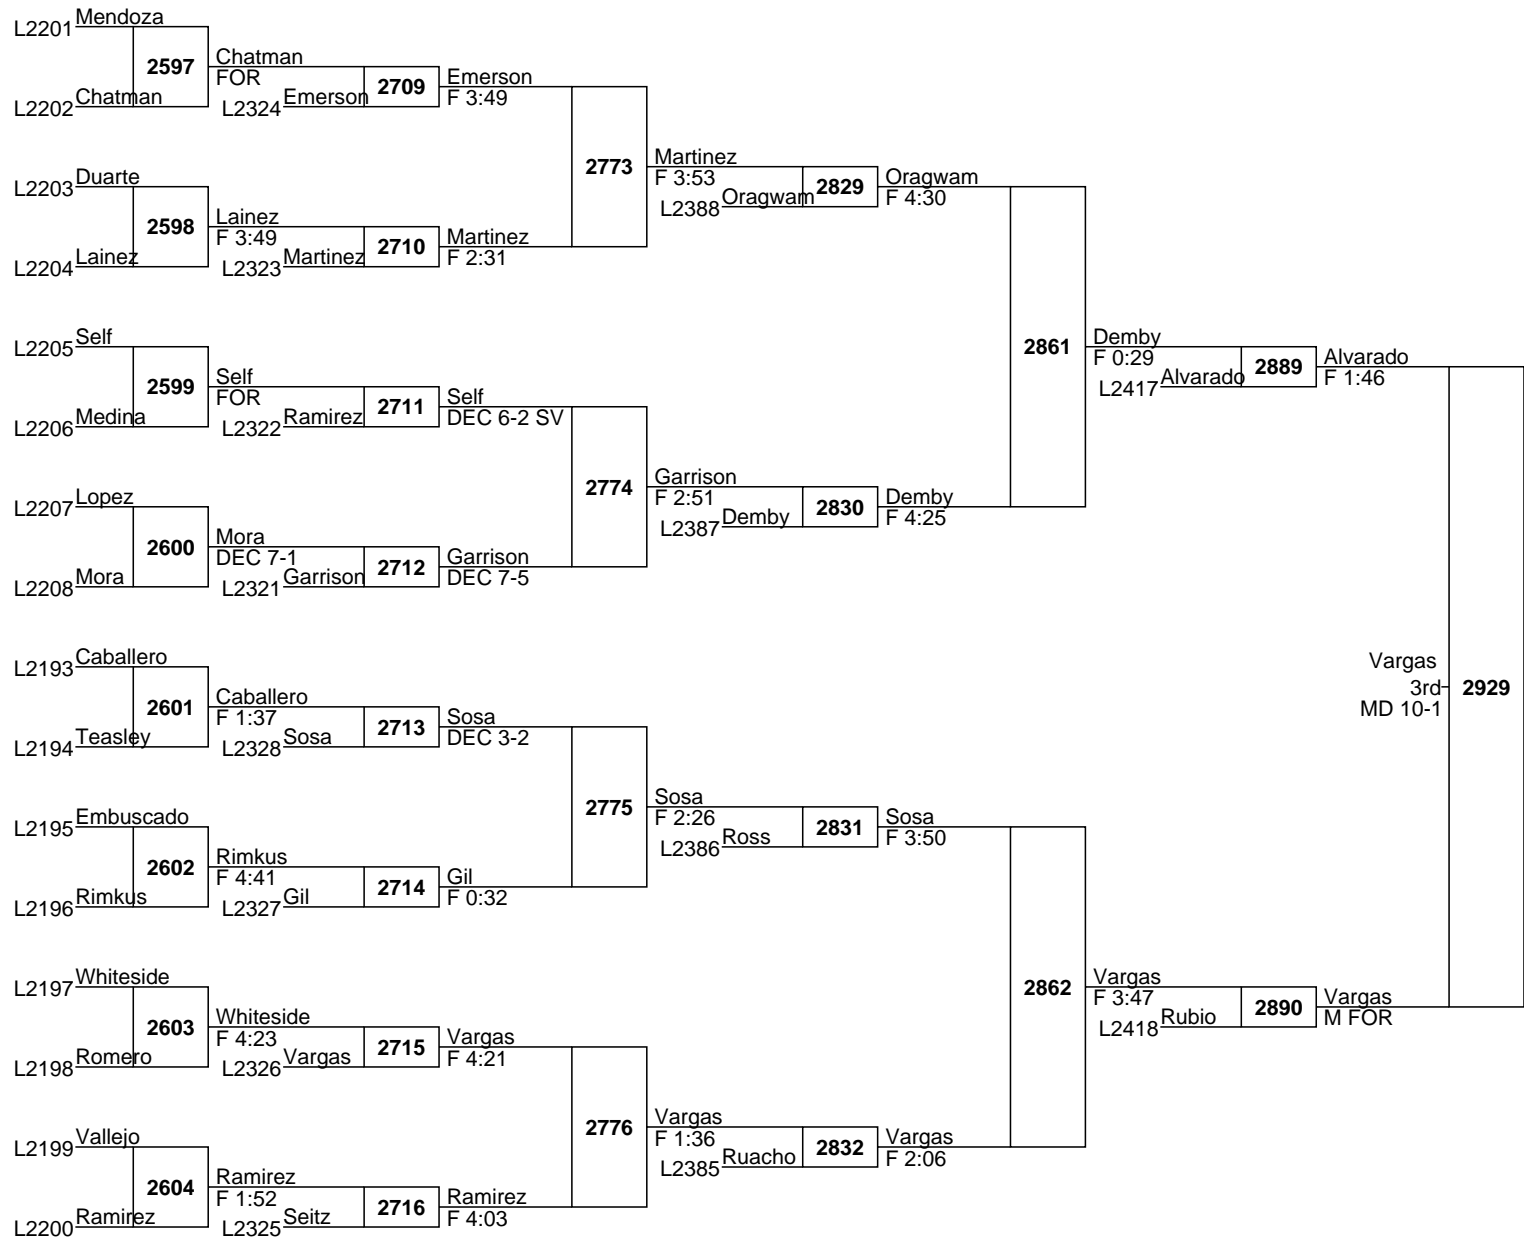 L2201 Mendoza
2597
L2202 Chatman
Chatman
FOR
L2324 Emerson
2709
Emerson
F 3:49
L2203 Duarte
2598
L2204 Lainez
Lainez
F 3:49
L2323 Martinez
2710
Martinez
F 2:31
2773
Martinez
F 3:53
L2388 Oragwam
2829
Oragwam
F 4:30
L2205 Self
2599
L2206 Medina
Self
FOR
L2322 Ramirez
2711
Self
DEC 6-2 SV
L2207 Lopez
2600
L2208 Mora
Mora
DEC 7-1
L2321 Garrison
2712
Garrison
DEC 7-5
2774
Garrison
F 2:51
L2387 Demby
2830
Demby
F 4:25
2861
Demby
F 0:29
L2417 Alvarado
2889
Alvarado
F 1:46
L2193 Caballero
2601
L2194 Teasley
Caballero
F 1:37
L2328 Sosa
2713
Sosa
DEC 3-2
L2195 Embuscado
2602
L2196 Rimkus
Rimkus
F 4:41
L2327 Gil
2714
Gil
F 0:32
2775
Sosa
F 2:26
L2386 Ross
2831
Sosa
F 3:50
L2197 Whiteside
2603
L2198 Romero
Whiteside
F 4:23
L2326 Vargas
2715
Vargas
F 4:21
L2199 Vallejo
2604
L2200 Ramirez
Ramirez
F 1:52
L2325 Seitz
2716
Ramirez
F 4:03
2776
Vargas
F 1:36
L2385 Ruacho
2832
Vargas
F 2:06
2862
Vargas
F 3:47
L2418 Rubio
2890
Vargas
M FOR
Vargas
3rd
MD 10-1
2929